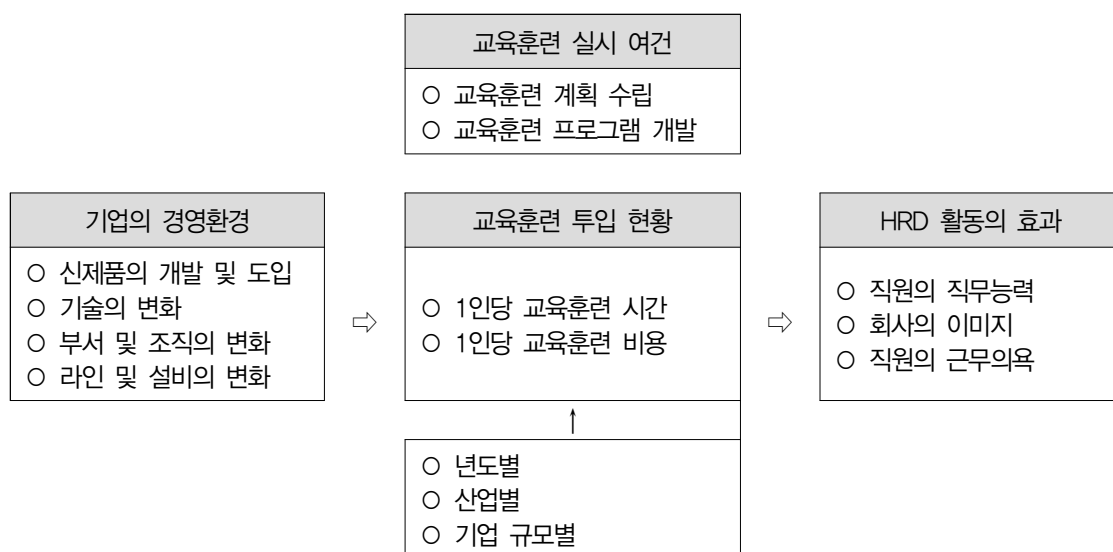 교육훈련 실시 여건
○ 교육훈련 계획 수립
○ 교육훈련 프로그램 개발
기업의 경영환경
○ 신제품의 개발 및 도입
○ 기술의 변화
○ 부서 및 조직의 변화
○ 라인 및 설비의 변화
⇨
교육훈련 투입 현황
○ 1인당 교육훈련 시간
○ 1인당 교육훈련 비용
⇨
HRD 활동의 효과
○ 직원의 직무능력
○ 회사의 이미지
○ 직원의 근무의욕
↑
○ 년도별
○ 산업별
○ 기업 규모별